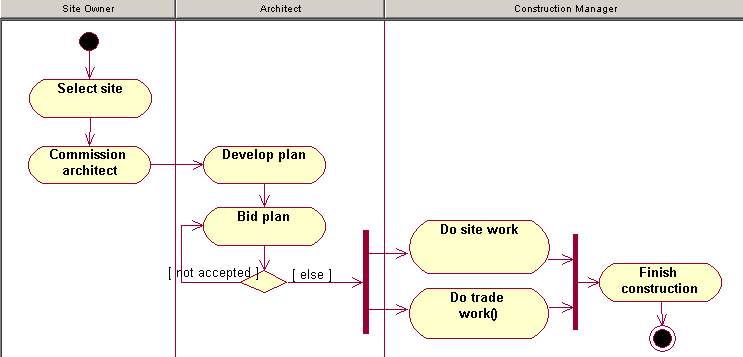 Site Owner
Architect
Construction Manager
Select site
Commission
architect
Develop plan
Bid plan
[ not accepted ]
[ else ]
Do site work
Do trade
work()
Finish
construction